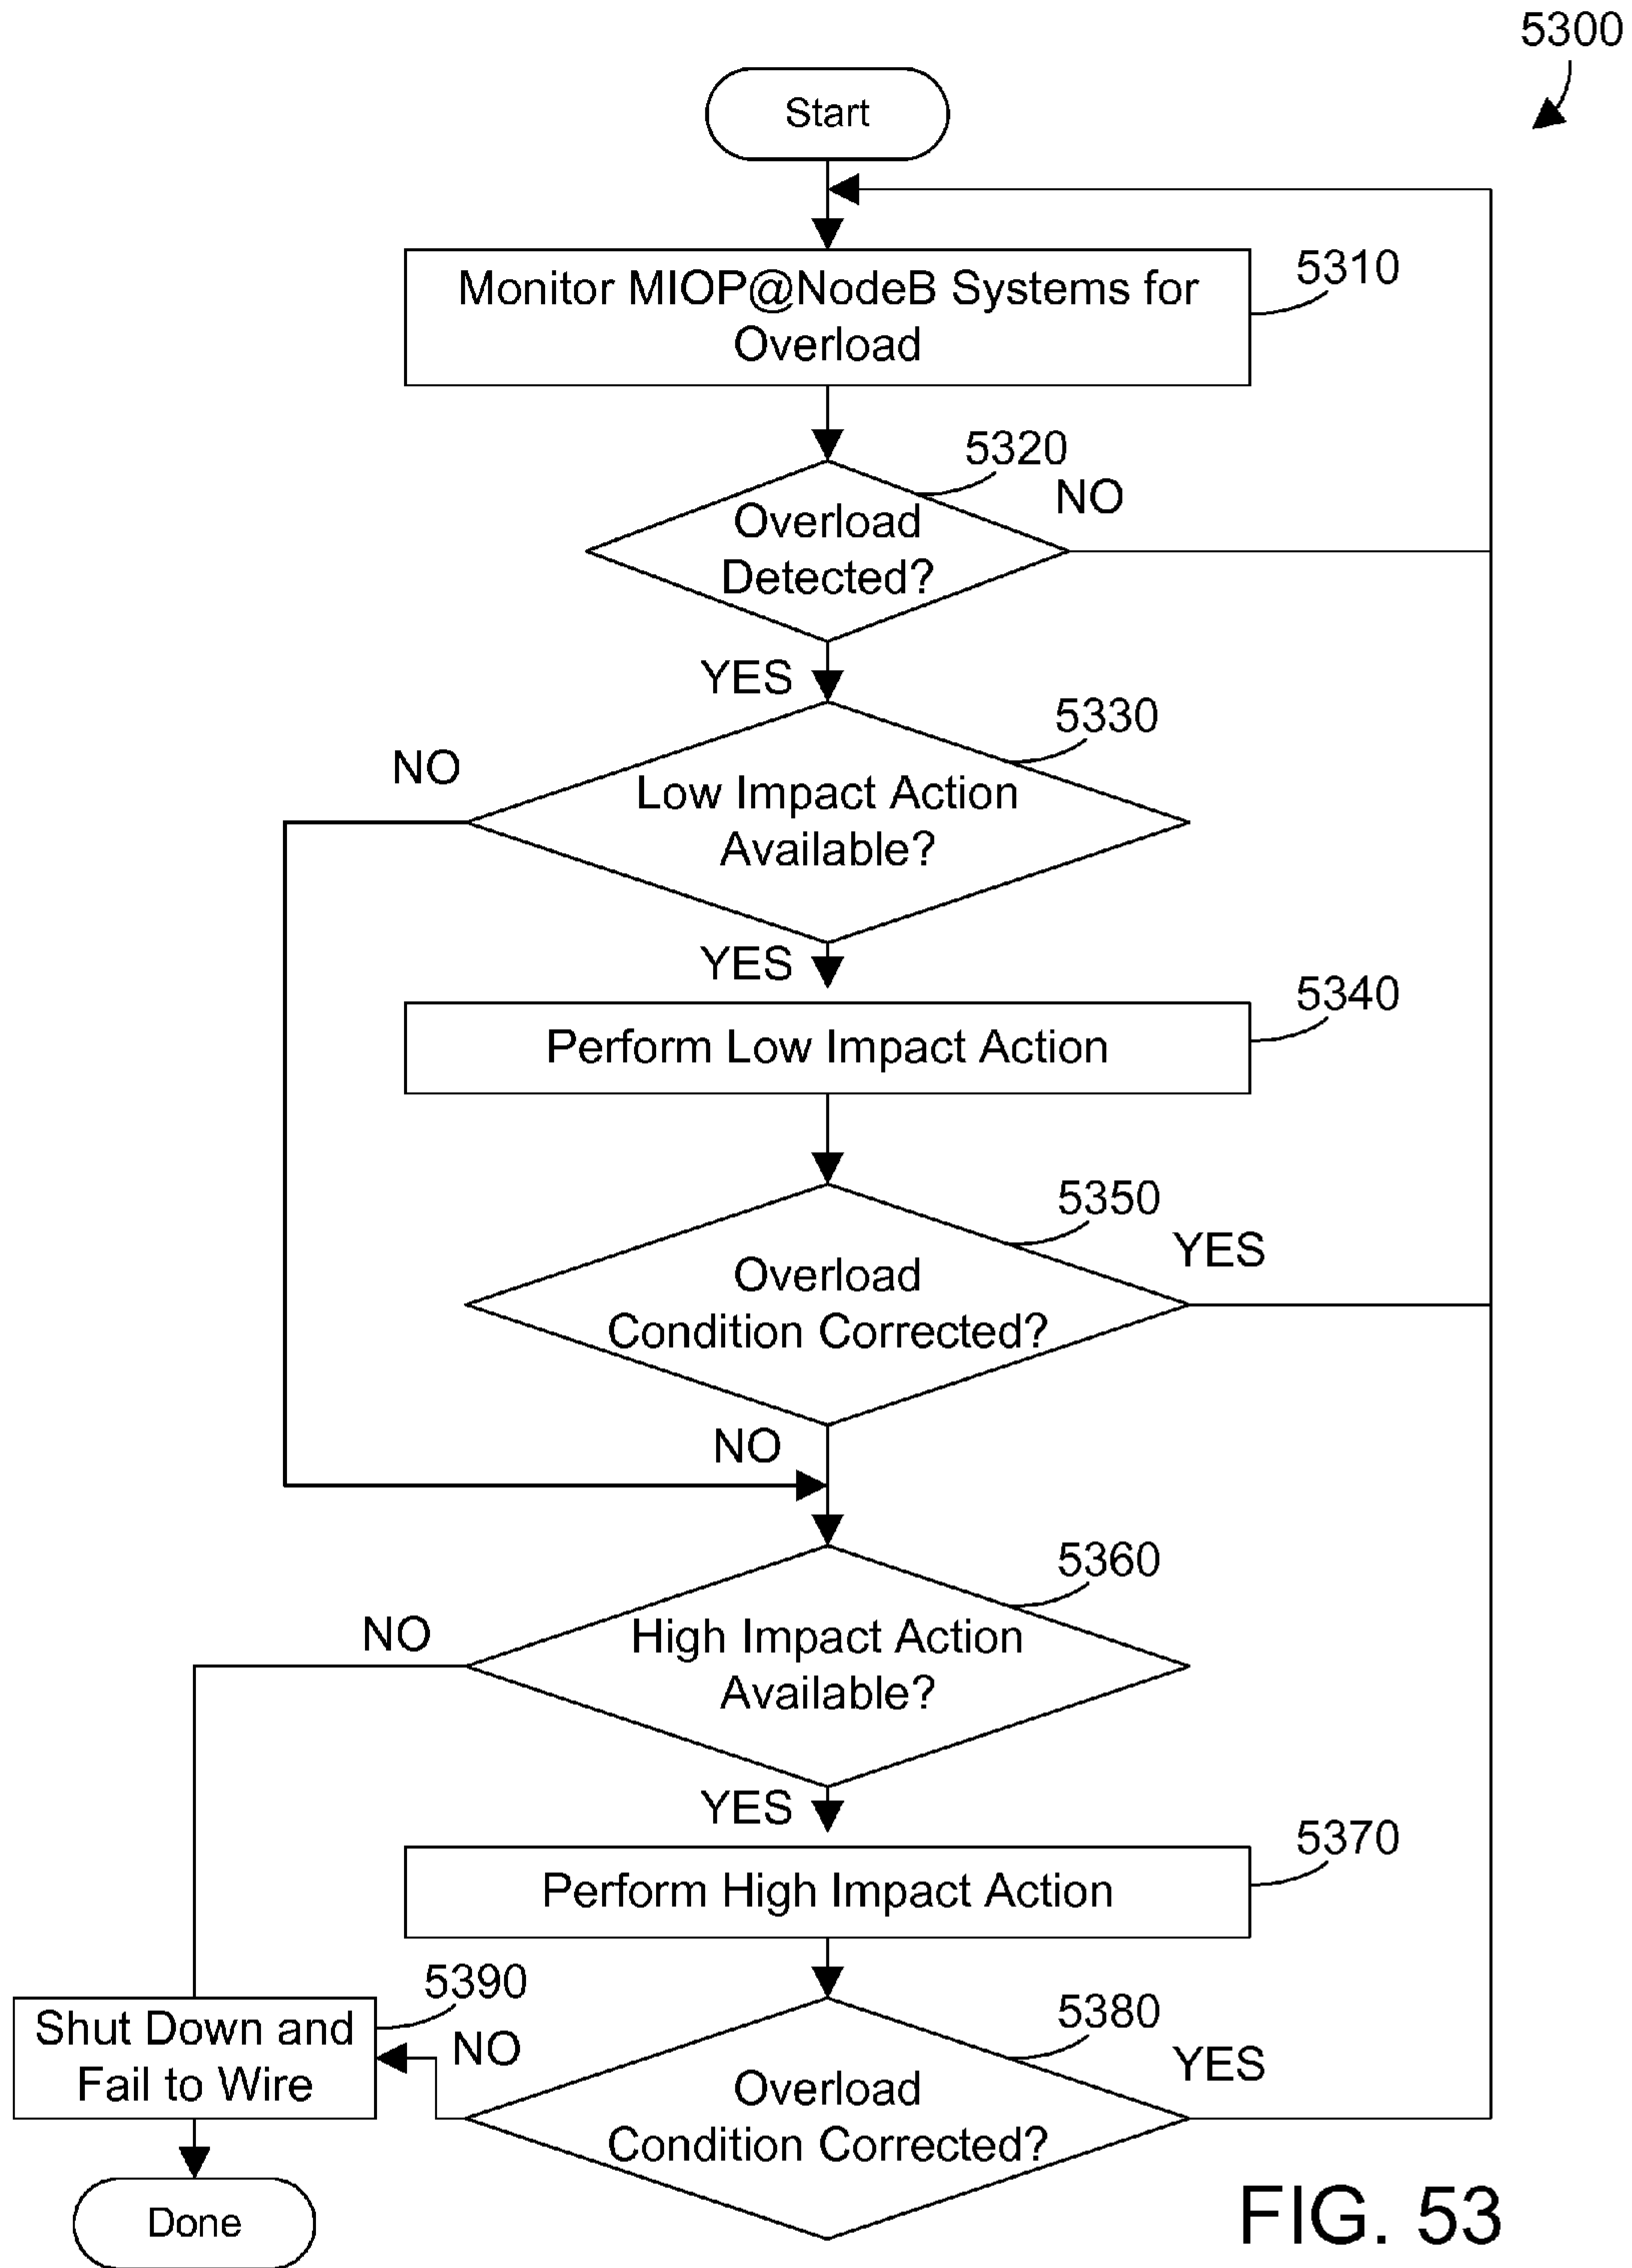 5300
Start
Monitor MIOP@NodeB Systems for
Overload
5310
5320
NO
Overload
Detected?
YES
5330
NO
Low Impact Action
Available?
YES
5340
Perform Low Impact Action
5350
YES
Overload
Condition Corrected?
NO
5360
NO
High Impact Action
Available?
YES
5370
Perform High Impact Action
5390
Shut Down and
Fail to Wire
NO
5380
YES
Overload
Condition Corrected?
Done
FIG. 53